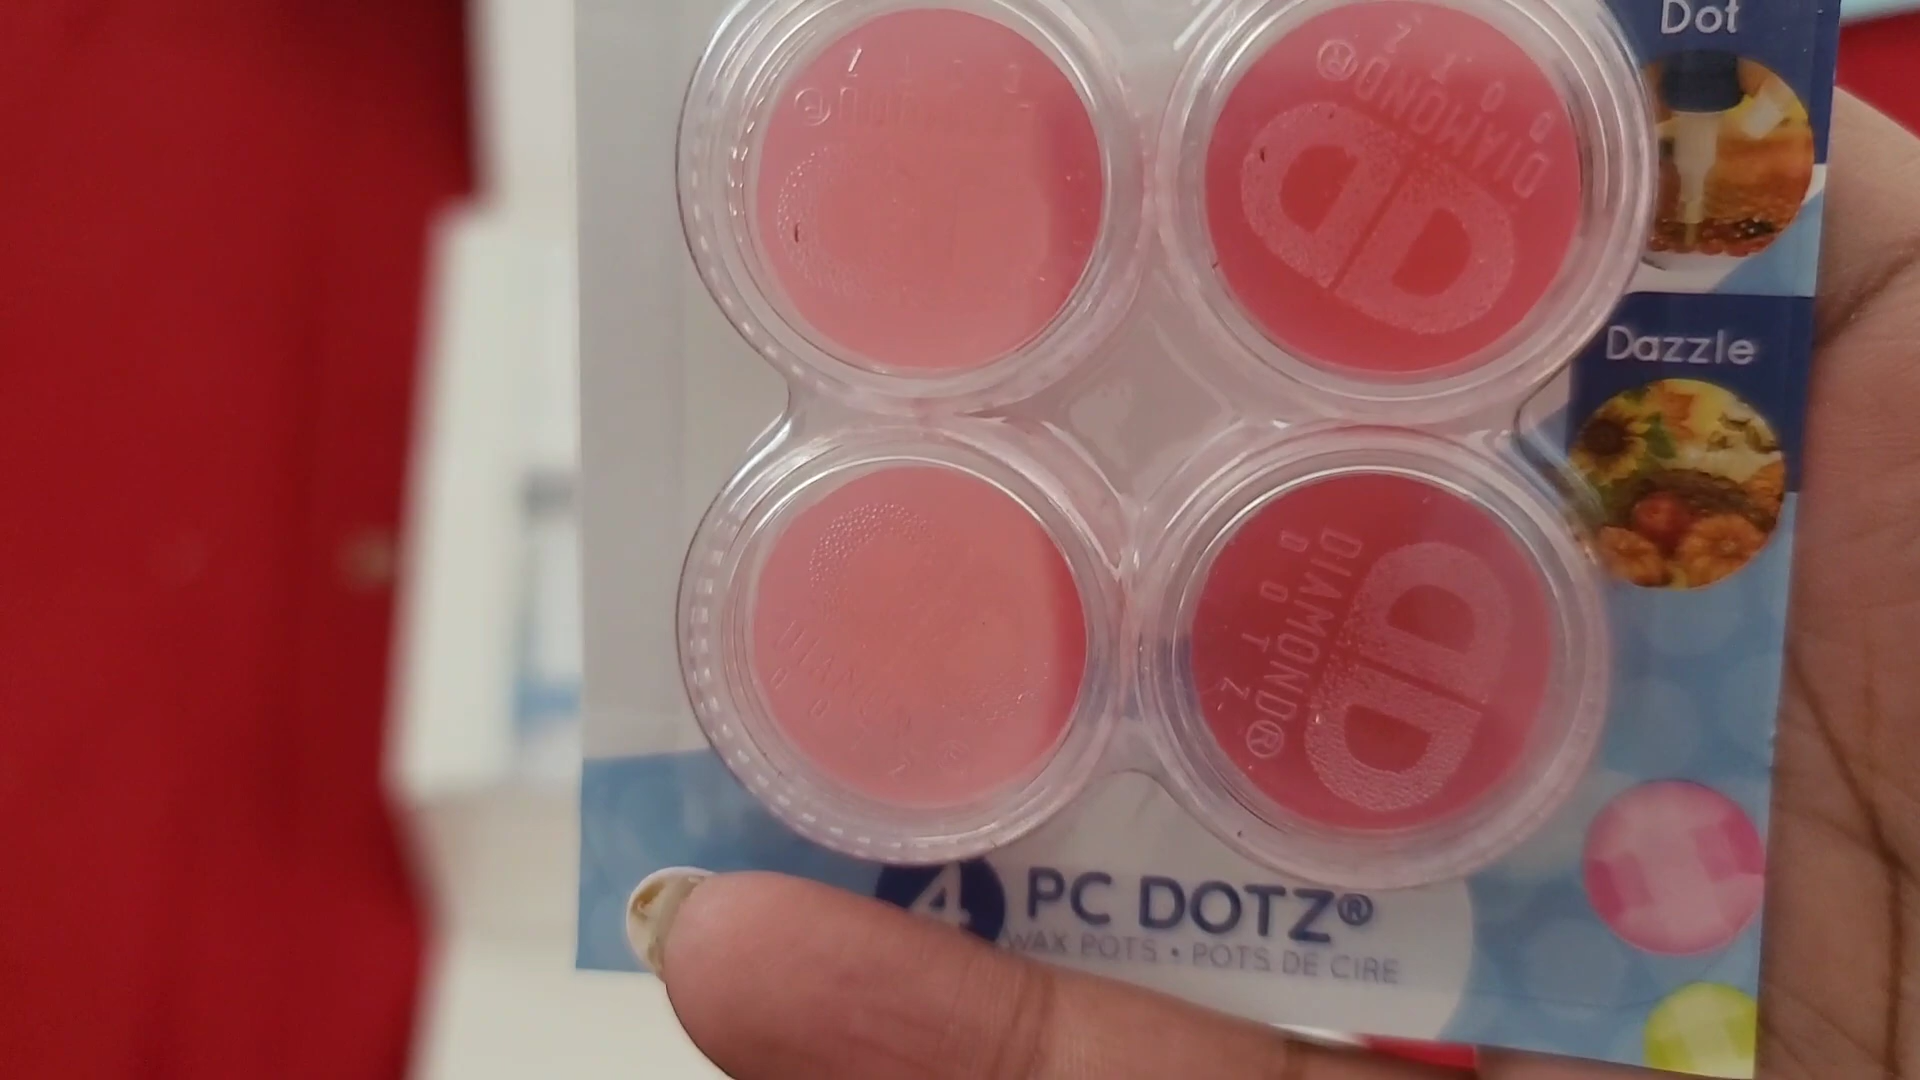 Dot
DIAMOND®
DOTZ
Dazzle
DIAMOND®
DOTZ
4 PC DOTZ®
WAX POTS • POTS DE CIRE